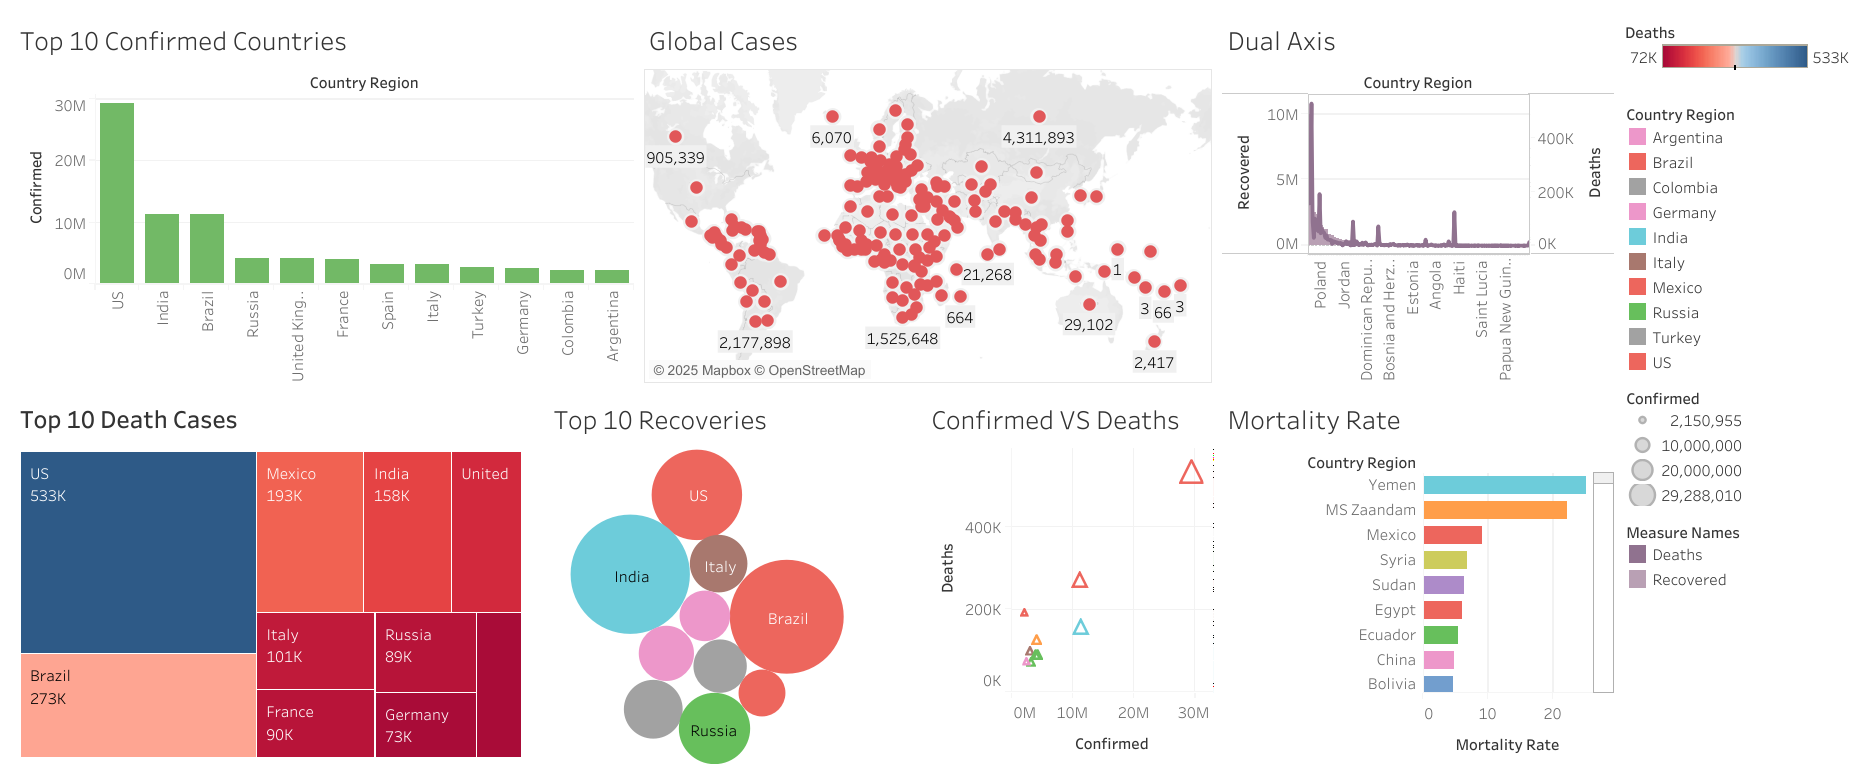 Top 10 Confirmed Countries
Country Region
Confirmed
30M
20M
10M
0M
US
India
Brazil
Russia
United King..
France
Spain
Italy
Turkey
Germany
Colombia
Argentina
Global Cases
905,339
6,070
4,311,893
21,268
1
664
29,102
3
66
3
2,177,898
1,525,648
2,417
© 2025 Mapbox © OpenStreetMap
Dual Axis
Country Region
Recovered
10M
5M
0M
400K
200K
0K
Deaths
Poland
Jordan
Dominican Repu..
Bosnia and Herz..
Estonia
Angola
Haiti
Saint Lucia
Papua New Guin..
Deaths
72K
533K
Country Region
Argentina
Brazil
Colombia
Germany
India
Italy
Mexico
Russia
Turkey
US
Confirmed
2,150,955
10,000,000
20,000,000
29,288,010
Measure Names
Deaths
Recovered
Top 10 Death Cases
US
533K
Brazil
273K
Mexico
193K
India
158K
United
Italy
101K
Russia
89K
France
90K
Germany
73K
Top 10 Recoveries
US
India
Italy
Brazil
Russia
Confirmed VS Deaths
Deaths
400K
200K
0K
0M
10M
20M
30M
Confirmed
Mortality Rate
Country Region
Yemen
MS Zaandam
Mexico
Syria
Sudan
Egypt
Ecuador
China
Bolivia
0
10
20
Mortality Rate